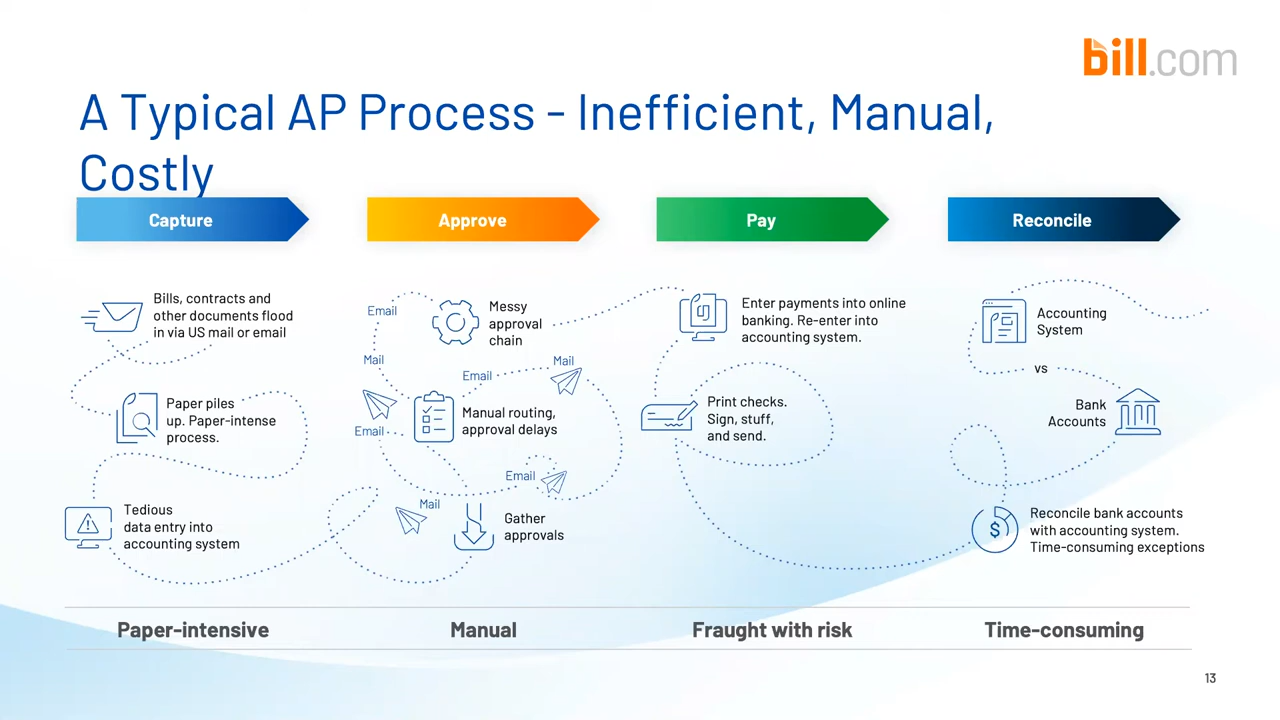 bill.com
A Typical AP Process - Inefficient, Manual,
Costly
Capture
Approve
Pay
Reconcile
Bills, contracts and
other documents flood
in via US mail or email
Paper piles
up. Paper-intense
process.
Tedious
data entry into
accounting system
Email
Messy
approval
chain
Mail
Email
Mail
Manual routing,
approval delays
Email
Email
Mail
Gather
approvals
Enter payments into online
banking. Re-enter into
accounting system.
Print checks.
Sign, stuff,
and send.
Accounting
System
vs
Bank
Accounts
Reconcile bank accounts
with accounting system.
Time-consuming exceptions
Paper-intensive
Manual
Fraught with risk
Time-consuming
13